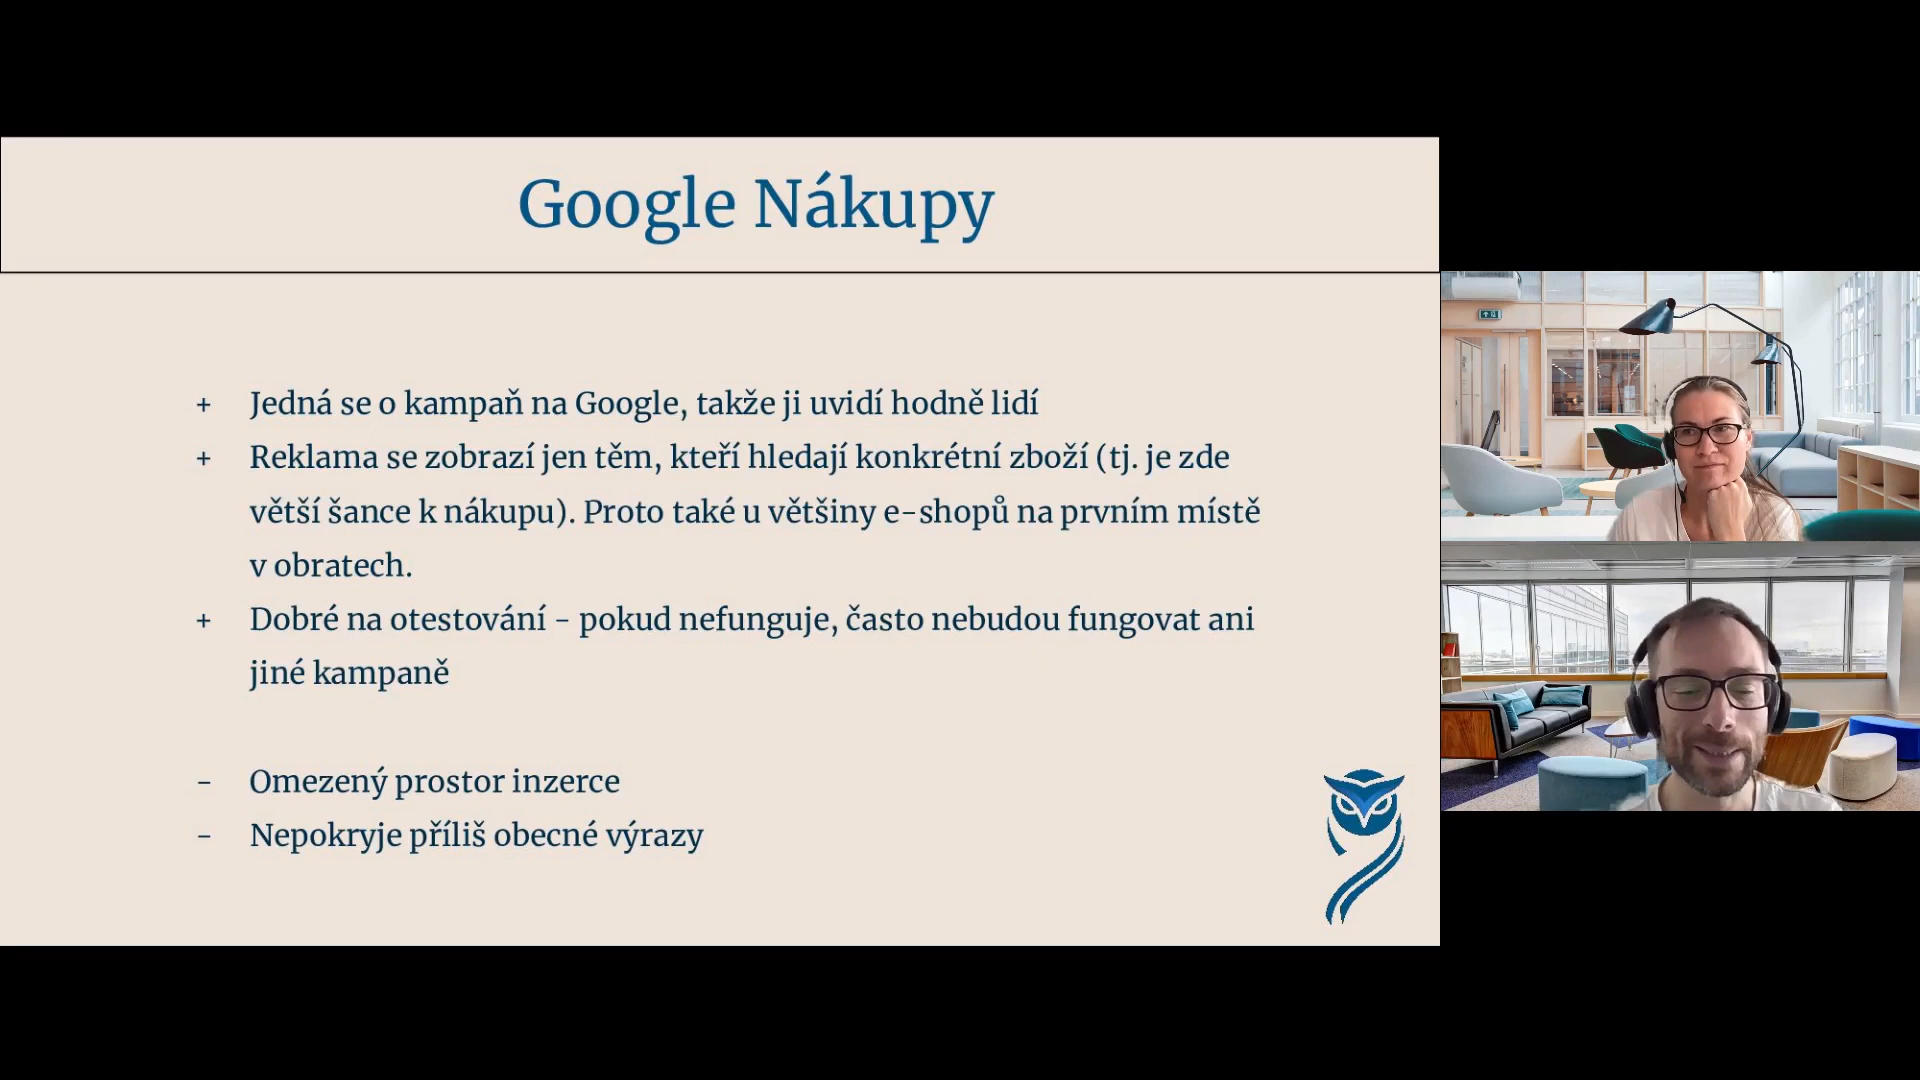 Google Nákupy
+ Jedná se o kampaň na Google, takže ji uvidí hodně lidí
+ Reklama se zobrazí jen těm, kteří hledají konkrétní zboží (tj. je zde
větší šance k nákupu). Proto také u většiny e-shopů na prvním místě
v obratech.
+ Dobré na otestování - pokud nefunguje, často nebudou fungovat ani
jiné kampaně
- Omezený prostor inzerce
- Nepokryje příliš obecné výrazy